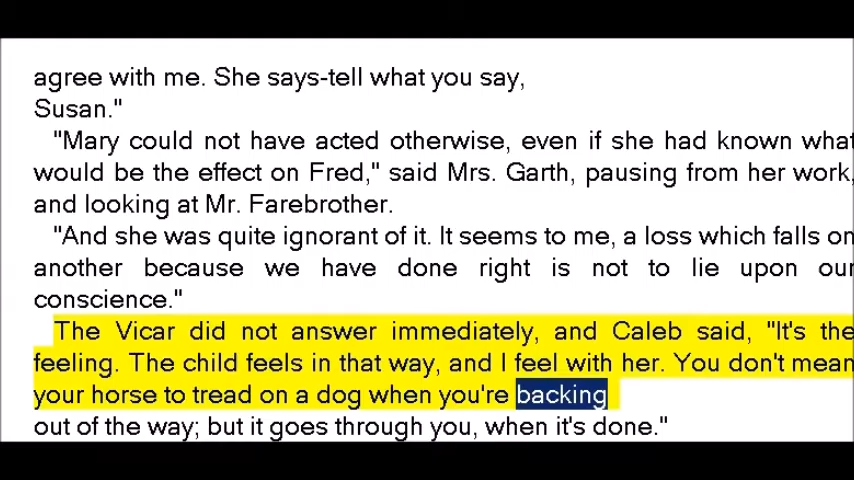 agree with me. She says-tell what you say,
Susan."
"Mary could not have acted otherwise, even if she had known what
would be the effect on Fred," said Mrs. Garth, pausing from her work,
and looking at Mr. Farebrother.
"And she was quite ignorant of it. It seems to me, a loss which falls on
another because we have done right is not to lie upon our
conscience."
The Vicar did not answer immediately, and Caleb said, "It's the
feeling. The child feels in that way, and I feel with her. You don't mean
your horse to tread on a dog when you're backing
out of the way; but it goes through you, when it's done."